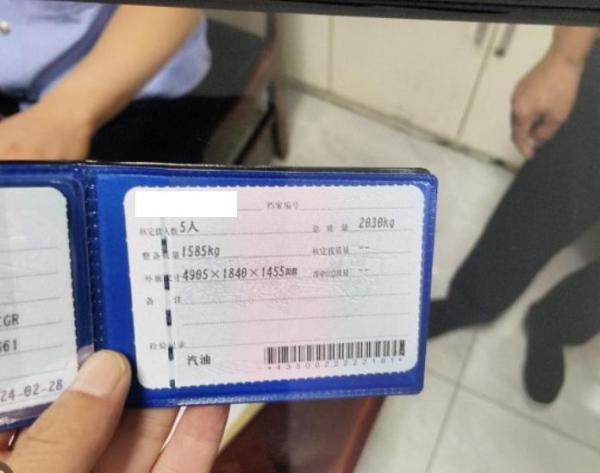 CGR
661
24-02-28
档案编号
核定载人数 5人 总质量 2030kg
整备质量 1585kg 核定载质量 --
外廓尺寸 4905×1840×1455mm 准牵引总质量 --
备注
检验记录
汽油
*4350022222181*